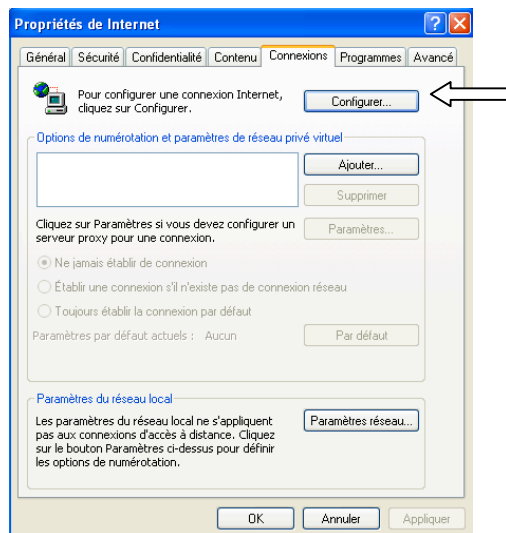 Propriétés de Internet
Général Sécurité Confidentialité Contenu Connexions Programmes Avancé
Pour configurer une connexion Internet,
cliquez sur Configurer.
Configurer...
Options de numérotation et paramètres de réseau privé virtuel
Ajouter...
Supprimer
Cliquez sur Paramètres si vous devez configurer un
serveur proxy pour une connexion.
Paramètres...
Ne jamais établir de connexion
Établir une connexion s'il n'existe pas de connexion réseau
Toujours établir la connexion par défaut
Paramètres par défaut actuels : Aucun
Par défaut
Paramètres du réseau local
Les paramètres du réseau local ne s'appliquent
pas aux connexions d'accès à distance. Cliquez
sur le bouton Paramètres ci-dessus pour définir
les options de numérotation.
Paramètres réseau...
OK Annuler Appliquer